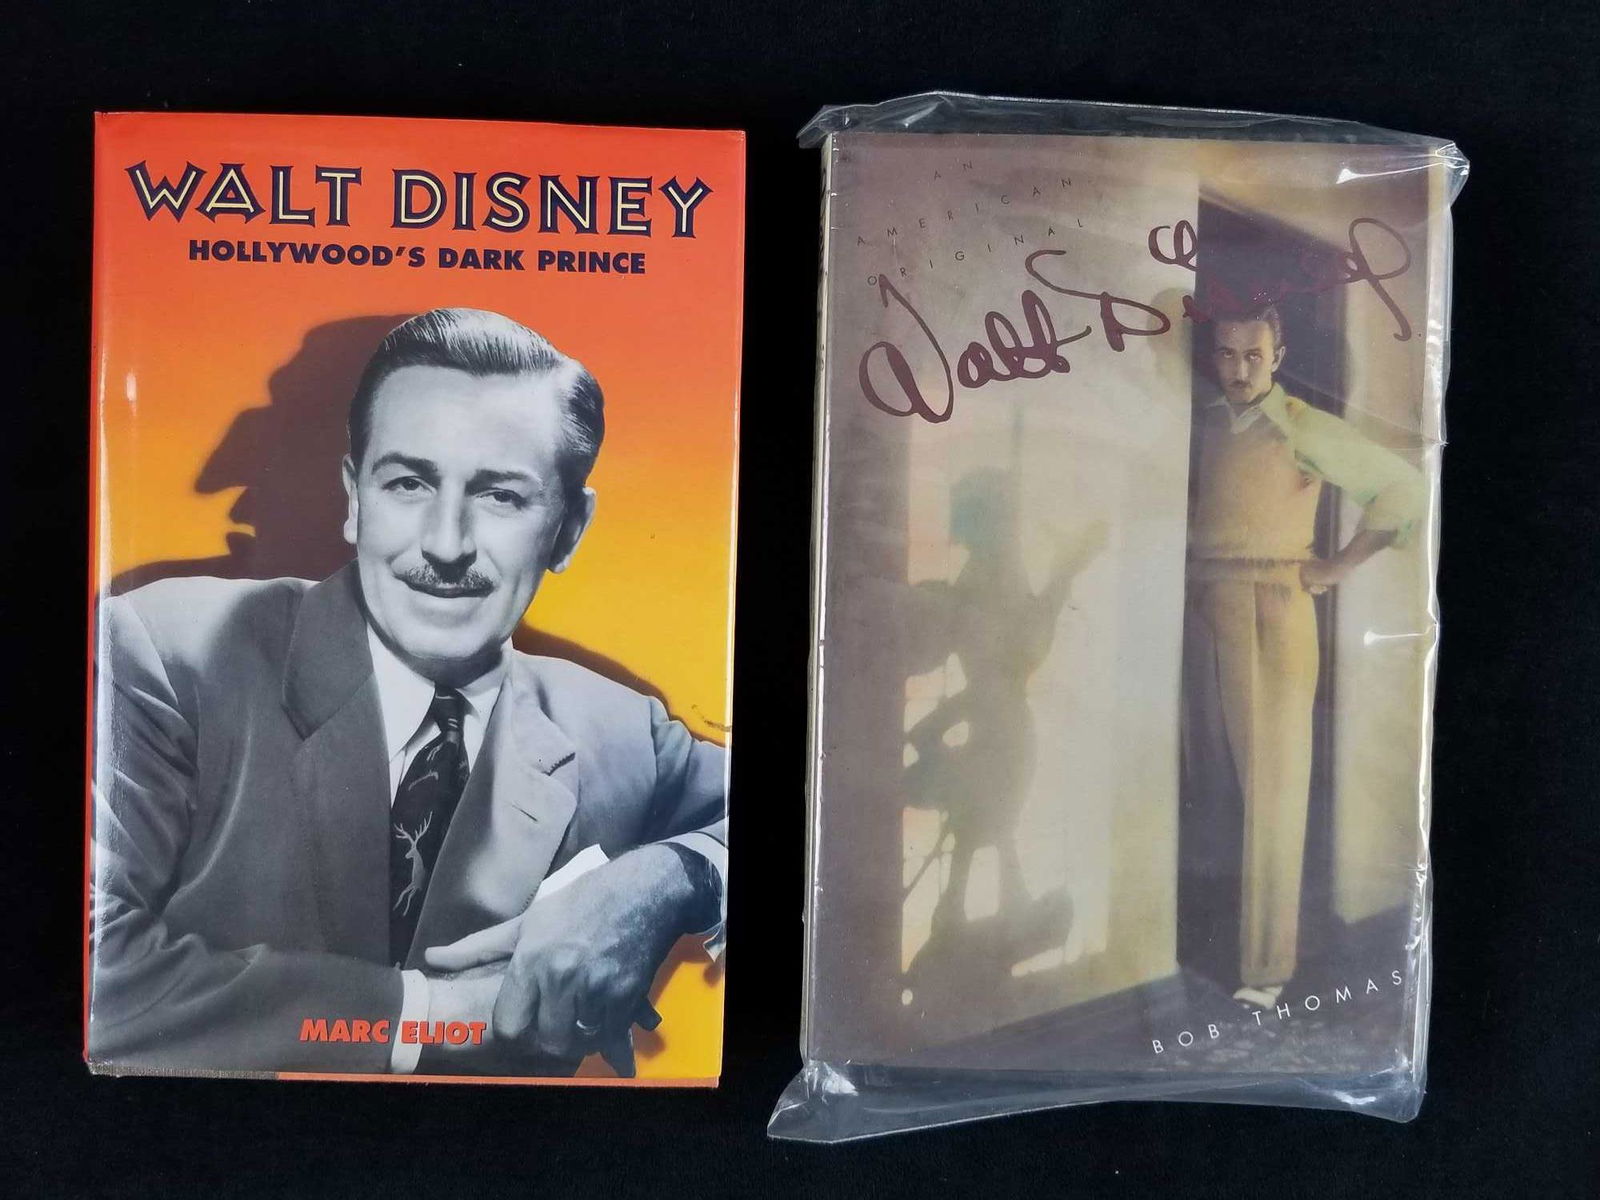 WALT DISNEY
HOLLYWOOD'S DARK PRINCE
MARC ELIOT
AN
AMERICAN
ORIGINAL
Walt Disney
BOB THOMAS